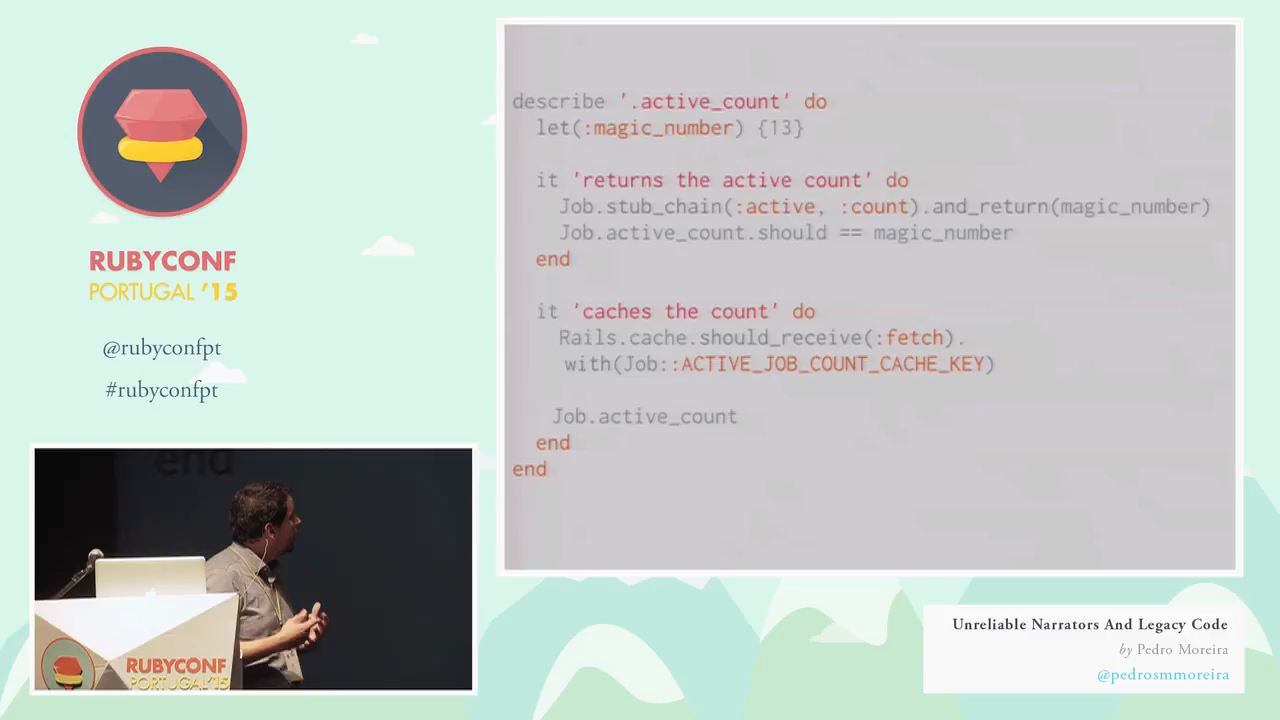 RUBYCONF
PORTUGAL '15
@rubyconfpt
#rubyconfpt
describe '.active_count' do
let(:magic_number) {13}
it 'returns the active count' do
Job.stub_chain(:active, :count).and_return(magic_number)
Job.active_count.should == magic_number
end
it 'caches the count' do
Rails.cache.should_receive(:fetch).
with(Job::ACTIVE_JOB_COUNT_CACHE_KEY)
Job.active_count
end
end
end
RUBYCONF
PORTUGAL'15
Unreliable Narrators And Legacy Code
by Pedro Moreira
@pedrosmmoreira